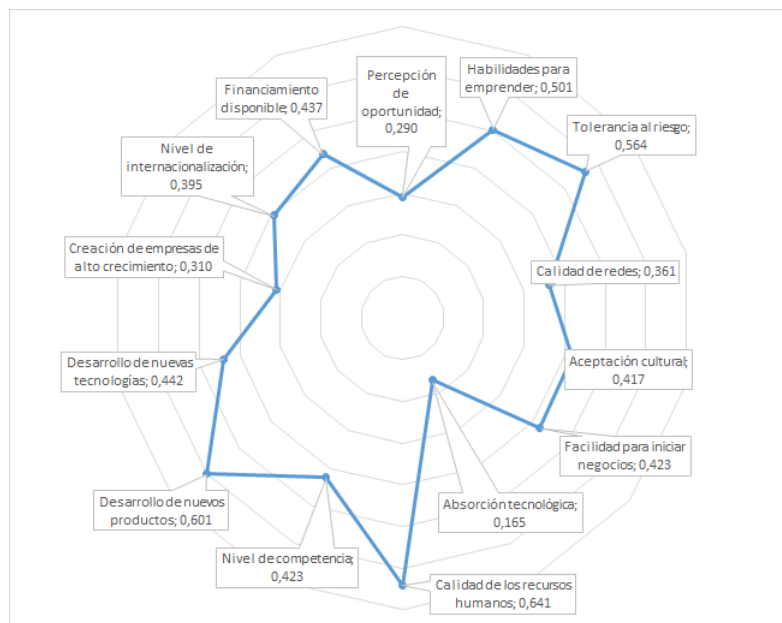 Percepción
de
oportunidad;
0,290
Habilidades para
emprender; 0,501
Tolerancia al riesgo;
0,564
Calidad de redes; 0,361
Aceptación cultural;
0,417
Facilidad para iniciar
negocios; 0,423
Absorción tecnológica;
0,165
Calidad de los recursos
humanos; 0,641
Nivel de competencia;
0,423
Desarrollo de nuevos
productos; 0,601
Desarrollo de nuevas
tecnologías; 0,442
Creación de empresas de
alto crecimiento; 0,310
Nivel de
internacionalización;
0,395
Financiamiento
disponible; 0,437